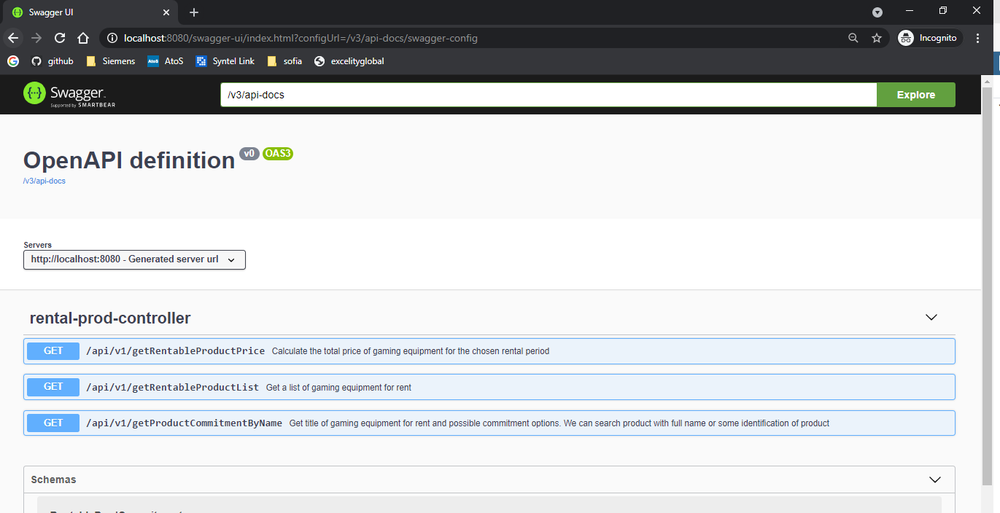 Swagger UI
localhost:8080/swagger-ui/index.html?configUrl=/v3/api-docs/swagger-config
Incognito
github Siemens AtoS AtoS Syntel Link sofia excelityglobal
Swagger
Supported by SMARTBEAR
/v3/api-docs
Explore
OpenAPI definition v0 OAS3
/v3/api-docs
Servers
http://localhost:8080 - Generated server url
rental-prod-controller
GET /api/v1/getRentableProductPrice Calculate the total price of gaming equipment for the chosen rental period
GET /api/v1/getRentableProductList Get a list of gaming equipment for rent
GET /api/v1/getProductCommitmentByName Get title of gaming equipment for rent and possible commitment options. We can search product with full name or some identification of product
Schemas